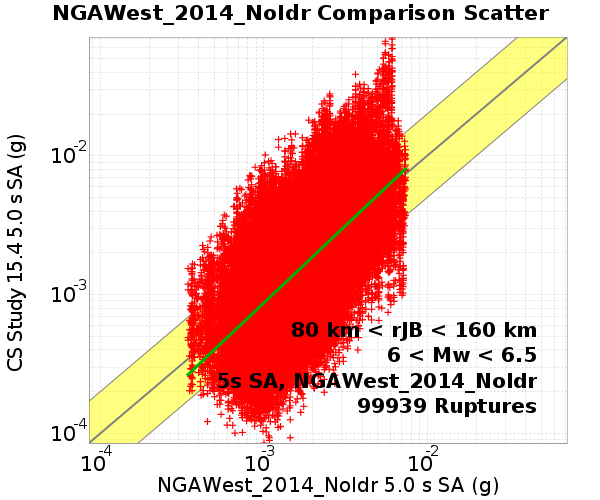 NGAWest_2014_NoIdr Comparison Scatter
CS Study 15.4 5.0 s SA (g)
10-2
10-3
10-4
80 km < rJB < 160 km
6 < Mw < 6.5
5s SA, NGAWest_2014_NoIdr
99939 Ruptures
10-4 10-3 10-2
NGAWest_2014_NoIdr 5.0 s SA (g)